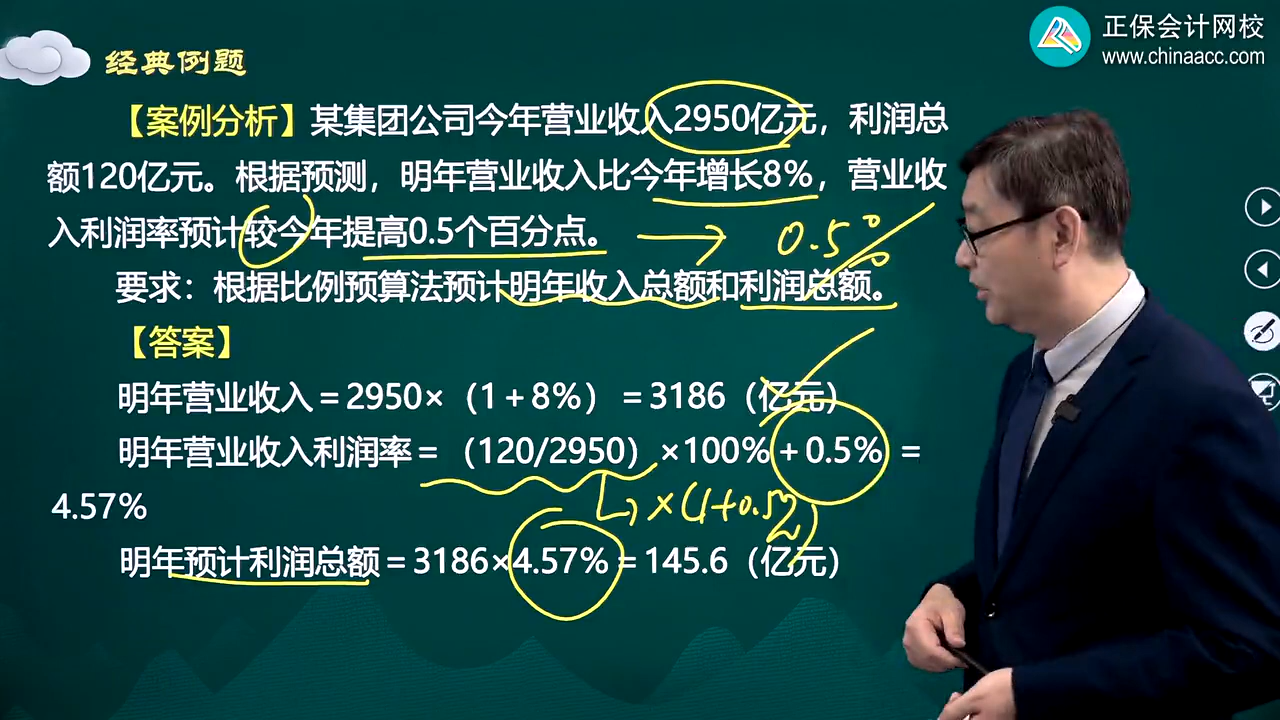 正保会计网校
www.chinaacc.com
经典例题
【案例分析】某集团公司今年营业收入2950亿元，利润总
额120亿元。根据预测，明年营业收入比今年增长8%，营业收
入利润率预计较今年提高0.5个百分点。
0.5%
要求：根据比例预算法预计明年收入总额和利润总额。
【答案】
明年营业收入＝2950×（1＋8%）＝3186（亿元）
明年营业收入利润率＝（120/2950）×100%＋0.5%＝
4.57%
×(1+0.5%)
明年预计利润总额＝3186×4.57%＝145.6（亿元）